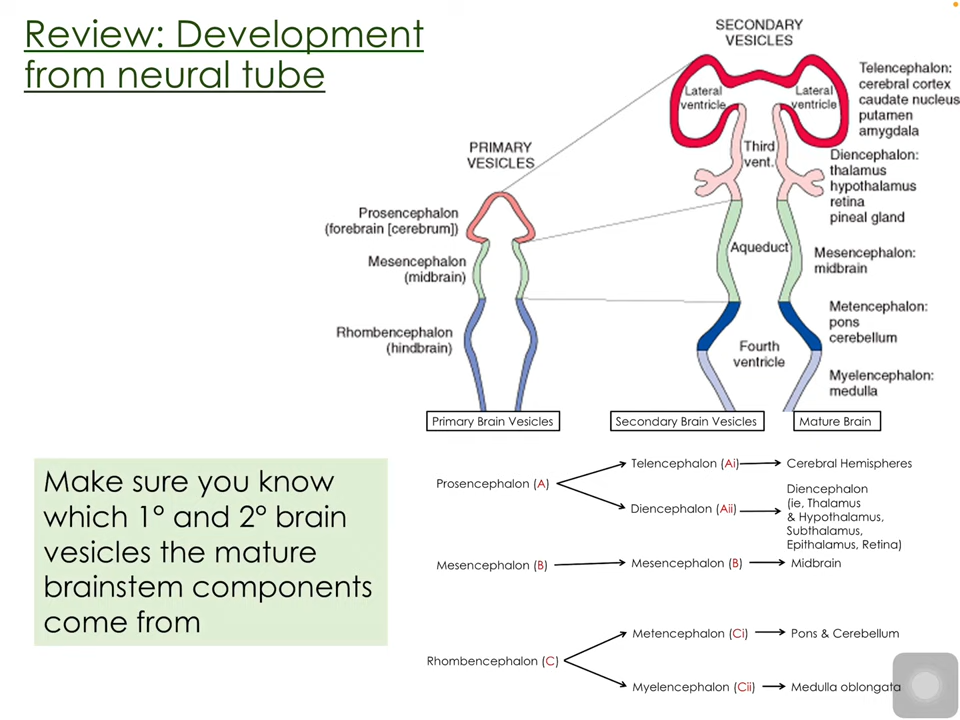 Review: Development
from neural tube
SECONDARY
VESICLES
Lateral
ventricle
Lateral
ventricle
Telencephalon:
cerebral cortex
caudate nucleus
putamen
amygdala
PRIMARY
VESICLES
Third
vent.
Diencephalon:
thalamus
hypothalamus
retina
pineal gland
Prosencephalon
(forebrain [cerebrum])
Mesencephalon
(midbrain)
Aqueduct
Mesencephalon:
midbrain
Rhombencephalon
(hindbrain)
Metencephalon:
pons
cerebellum
Fourth
ventricle
Myelencephalon:
medulla
Primary Brain Vesicles
Secondary Brain Vesicles
Mature Brain
Make sure you know
which 1° and 2° brain
vesicles the mature
brainstem components
come from
Prosencephalon (A)
Telencephalon (Ai)
Cerebral Hemispheres
Diencephalon (Aii)
Diencephalon
(ie, Thalamus
& Hypothalamus,
Subthalamus,
Epithalamus, Retina)
Mesencephalon (B)
Mesencephalon (B)
Midbrain
Rhombencephalon (C)
Metencephalon (Ci)
Pons & Cerebellum
Myelencephalon (Cii)
Medulla oblongata